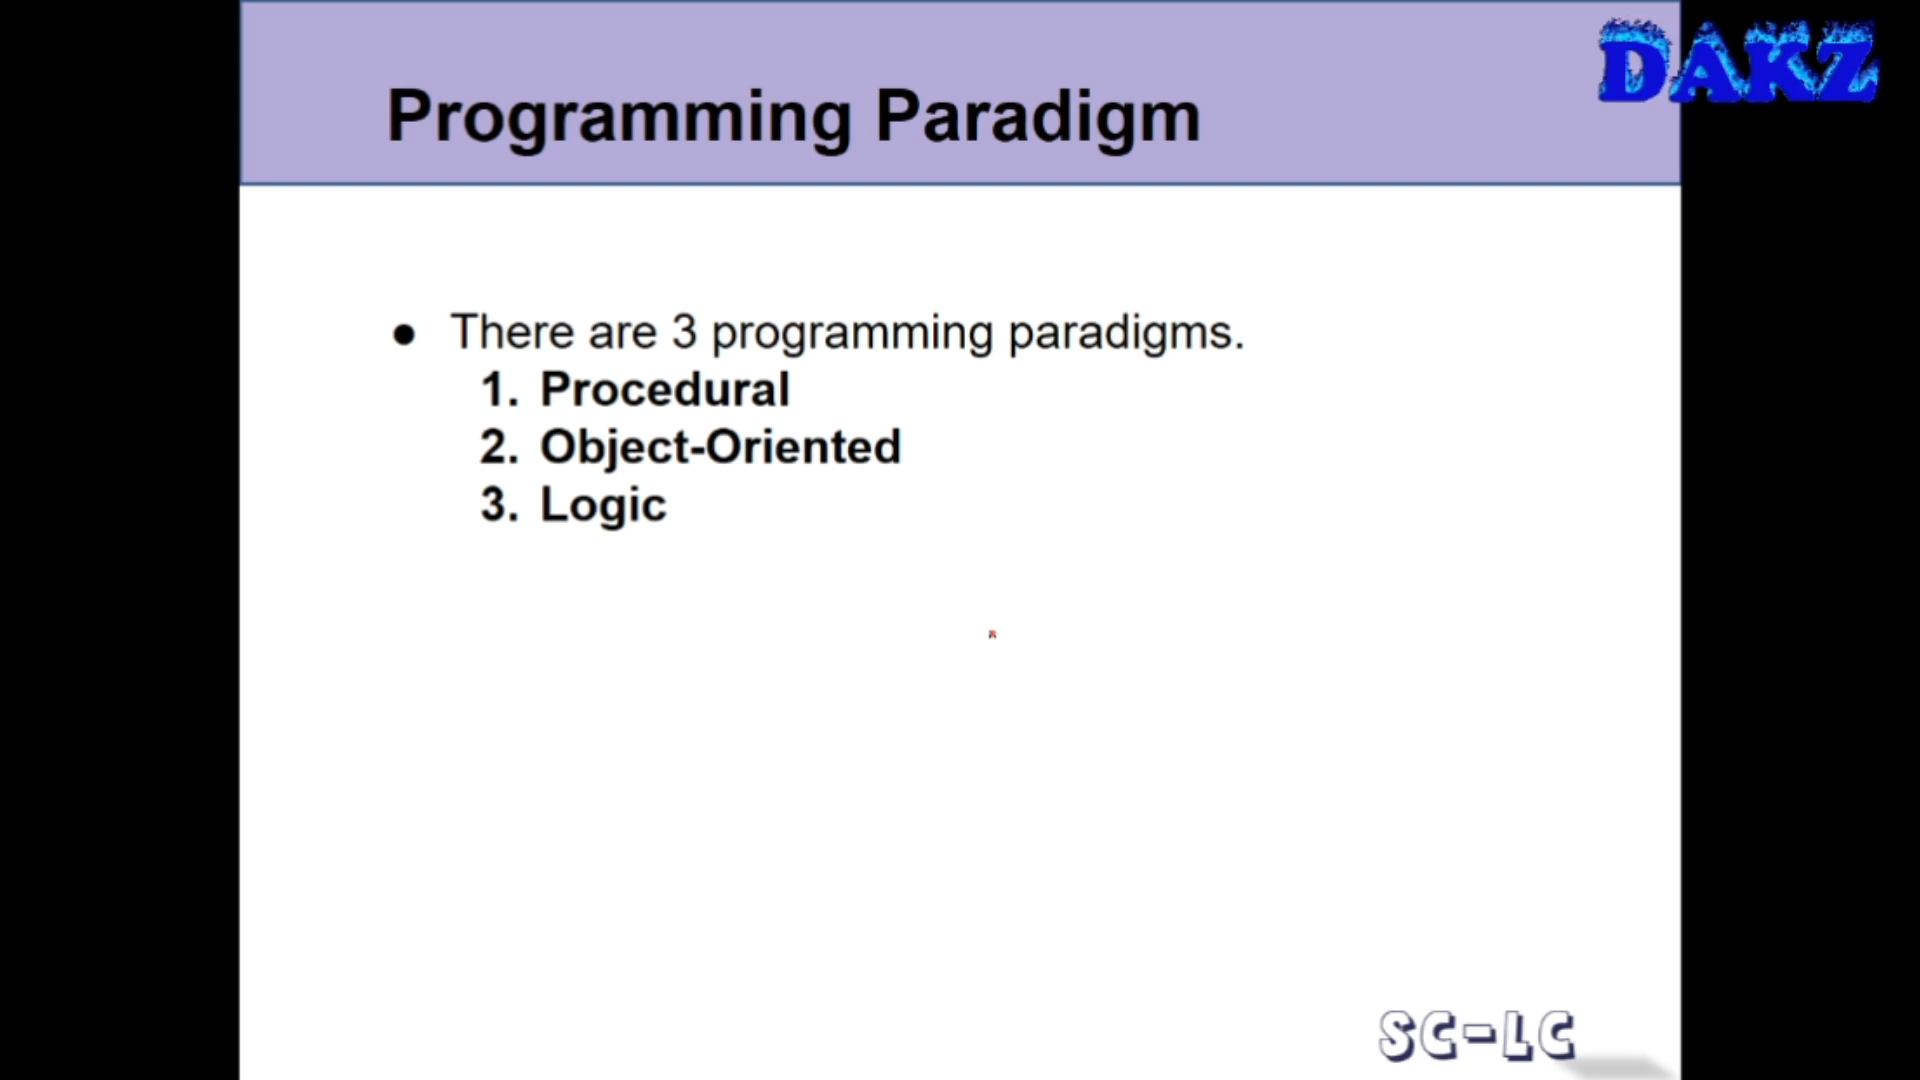 DAKZ
Programming Paradigm
● There are 3 programming paradigms.
1. Procedural
2. Object-Oriented
3. Logic
SC-LC